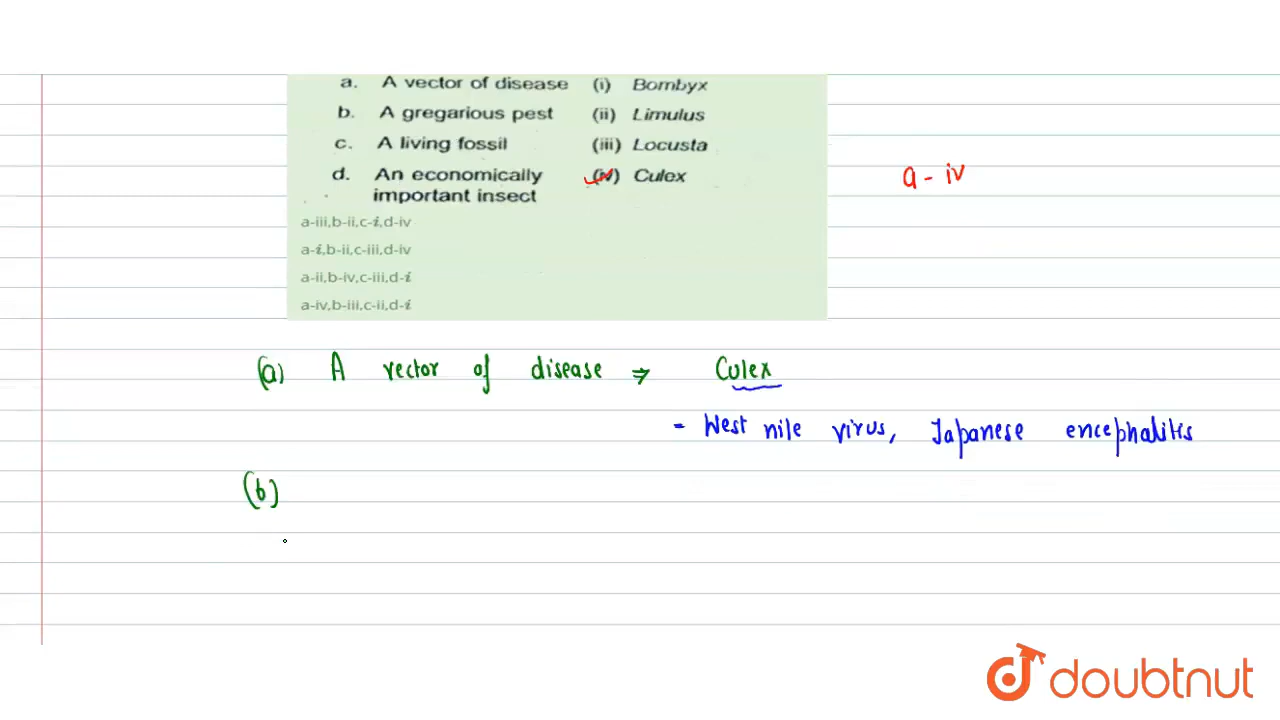 a. A vector of disease (i) Bombyx
b. A gregarious pest (ii) Limulus
c. A living fossil (iii) Locusta
d. An economically important insect (iv) Culex
a - iv
a-iii,b-ii,c-i,d-iv
a-i,b-ii,c-iii,d-iv
a-ii,b-iv,c-iii,d-i
a-iv,b-iii,c-ii,d-i
(a) A vector of disease ⇒ Culex
= West nile virus, Japanese encephalitis
(b)
doubtnut